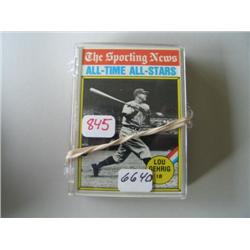 The Sporting News
ALL-TIME ALL-STARS
845
LOU
GEHRIG
1B
6640